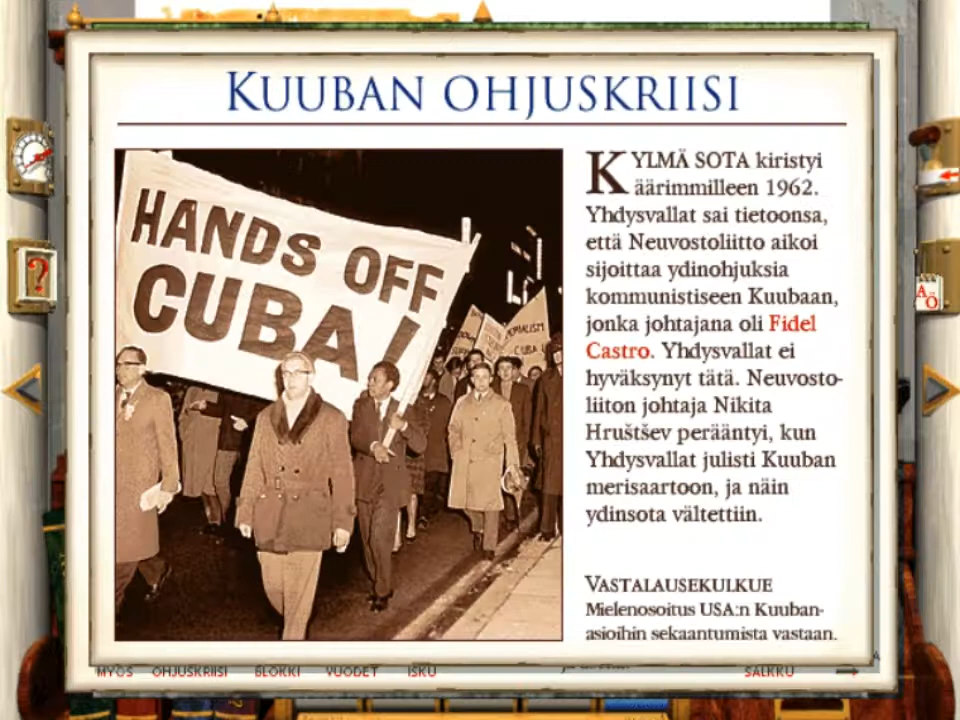 KUUBAN OHJUSKRIISI
HANDS OFF
CUBA!
CUBA
KYLMÄ SOTA kiristyi
äärimmilleen 1962.
Yhdysvallat sai tietoonsa,
että Neuvostoliitto aikoi
sijoittaa ydinohjuksia
kommunistiseen Kuubaan,
jonka johtajana oli Fidel
Castro. Yhdysvallat ei
hyväksynyt tätä. Neuvosto-
liiton johtaja Nikita
Hruštšev perääntyi, kun
Yhdysvallat julisti Kuuban
merisaartoon, ja näin
ydinsota vältettiin.
VASTALAUSEKULKUE
Mielenosoitus USA:n Kuuban-
asioihin sekaantumista vastaan.
MYÖS OHJUSKRIISI BLOKKI VUODET ISKU SALKKU
?
A
Ö